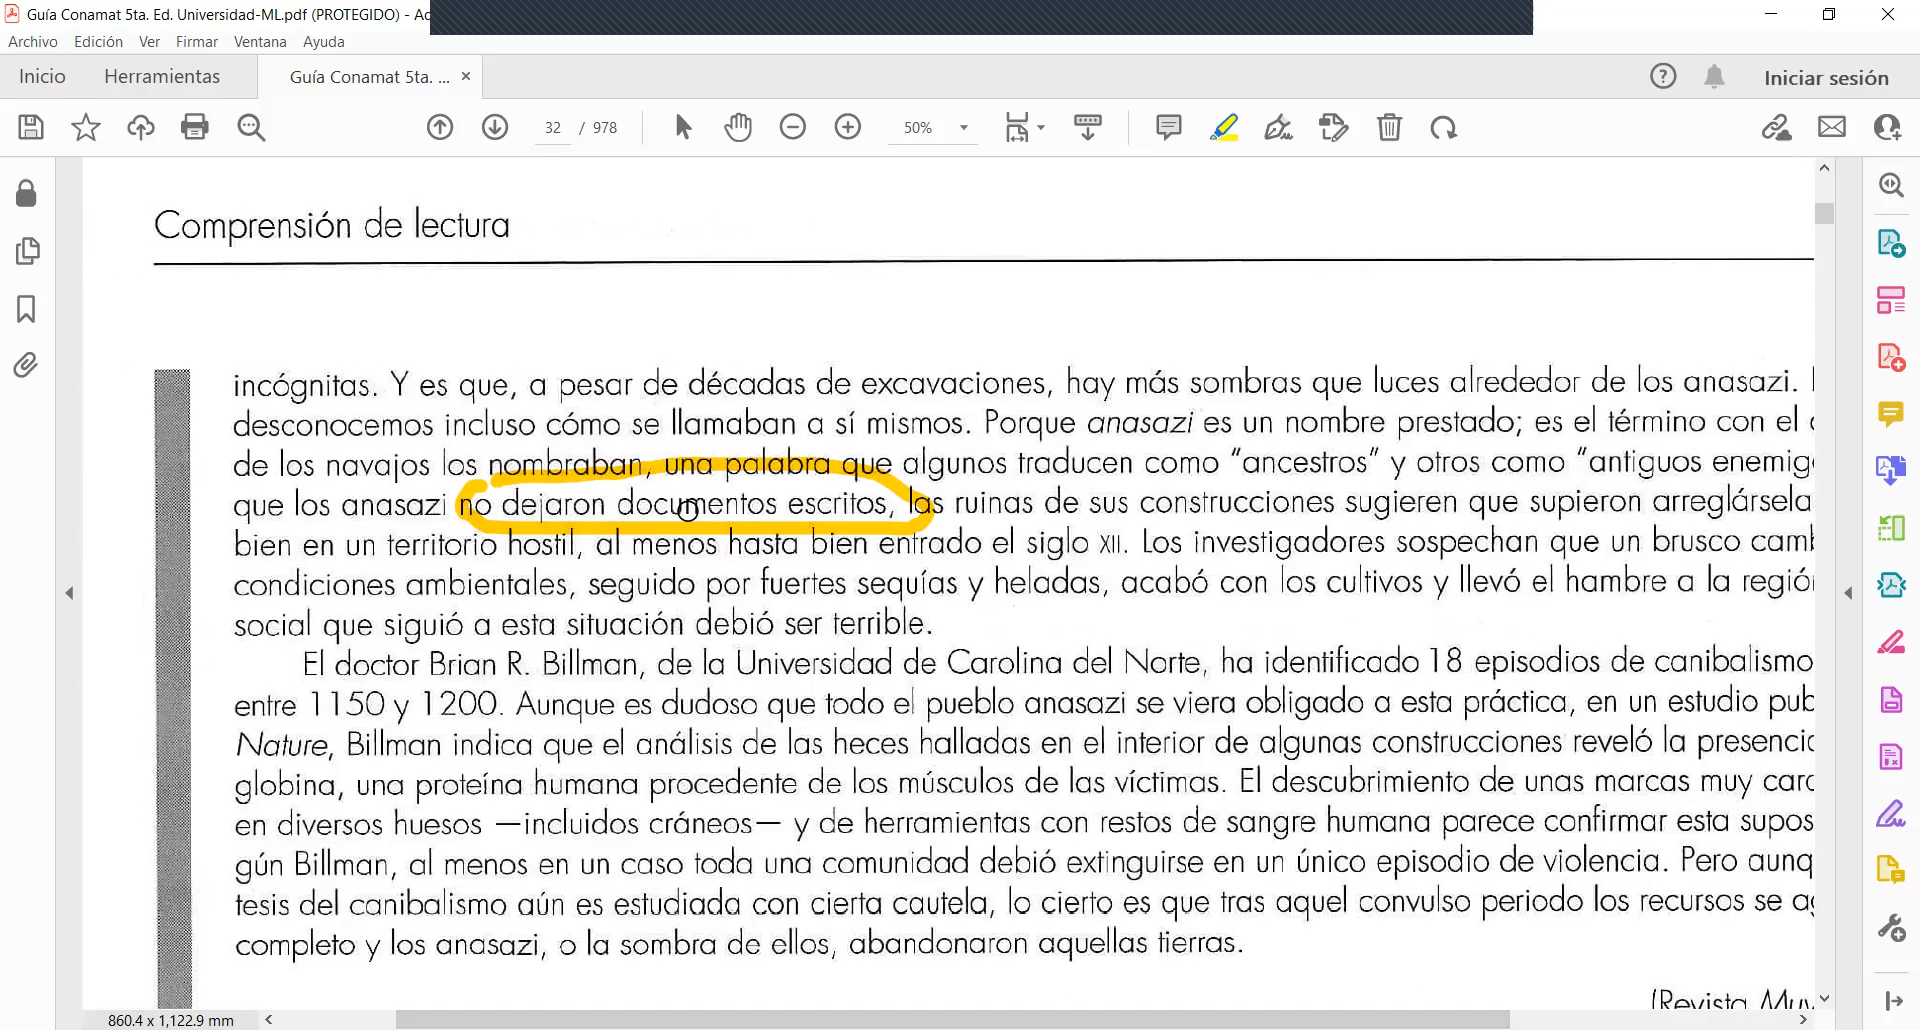 Guía Conamat 5ta. Ed. Universidad-ML.pdf (PROTEGIDO) - Ac
Archivo Edición Ver Firmar Ventana Ayuda
Inicio Herramientas Guía Conamat 5ta. ... × Iniciar sesión
32 / 978 50%
Comprensión de lectura
incógnitas. Y es que, a pesar de décadas de excavaciones, hay más sombras que luces alrededor de los anasazi.
desconocemos incluso cómo se llamaban a sí mismos. Porque anasazi es un nombre prestado; es el término con el
de los navajos los nombraban, una palabra que algunos traducen como “ancestros” y otros como “antiguos enemig
que los anasazi no dejaron documentos escritos, las ruinas de sus construcciones sugieren que supieron arreglársela
bien en un territorio hostil, al menos hasta bien entrado el siglo XII. Los investigadores sospechan que un brusco camb
condiciones ambientales, seguido por fuertes sequías y heladas, acabó con los cultivos y llevó el hambre a la regió
social que siguió a esta situación debió ser terrible.
El doctor Brian R. Billman, de la Universidad de Carolina del Norte, ha identificado 18 episodios de canibalismo
entre 1150 y 1200. Aunque es dudoso que todo el pueblo anasazi se viera obligado a esta práctica, en un estudio pub
Nature, Billman indica que el análisis de las heces halladas en el interior de algunas construcciones reveló la presenci
globina, una proteína humana procedente de los músculos de las víctimas. El descubrimiento de unas marcas muy cara
en diversos huesos —incluidos cráneos— y de herramientas con restos de sangre humana parece confirmar esta supos
gún Billman, al menos en un caso toda una comunidad debió extinguirse en un único episodio de violencia. Pero aunq
tesis del canibalismo aún es estudiada con cierta cautela, lo cierto es que tras aquel convulso periodo los recursos se ag
completo y los anasazi, o la sombra de ellos, abandonaron aquellas tierras.
(Revista Muy
860.4 x 1,122.9 mm